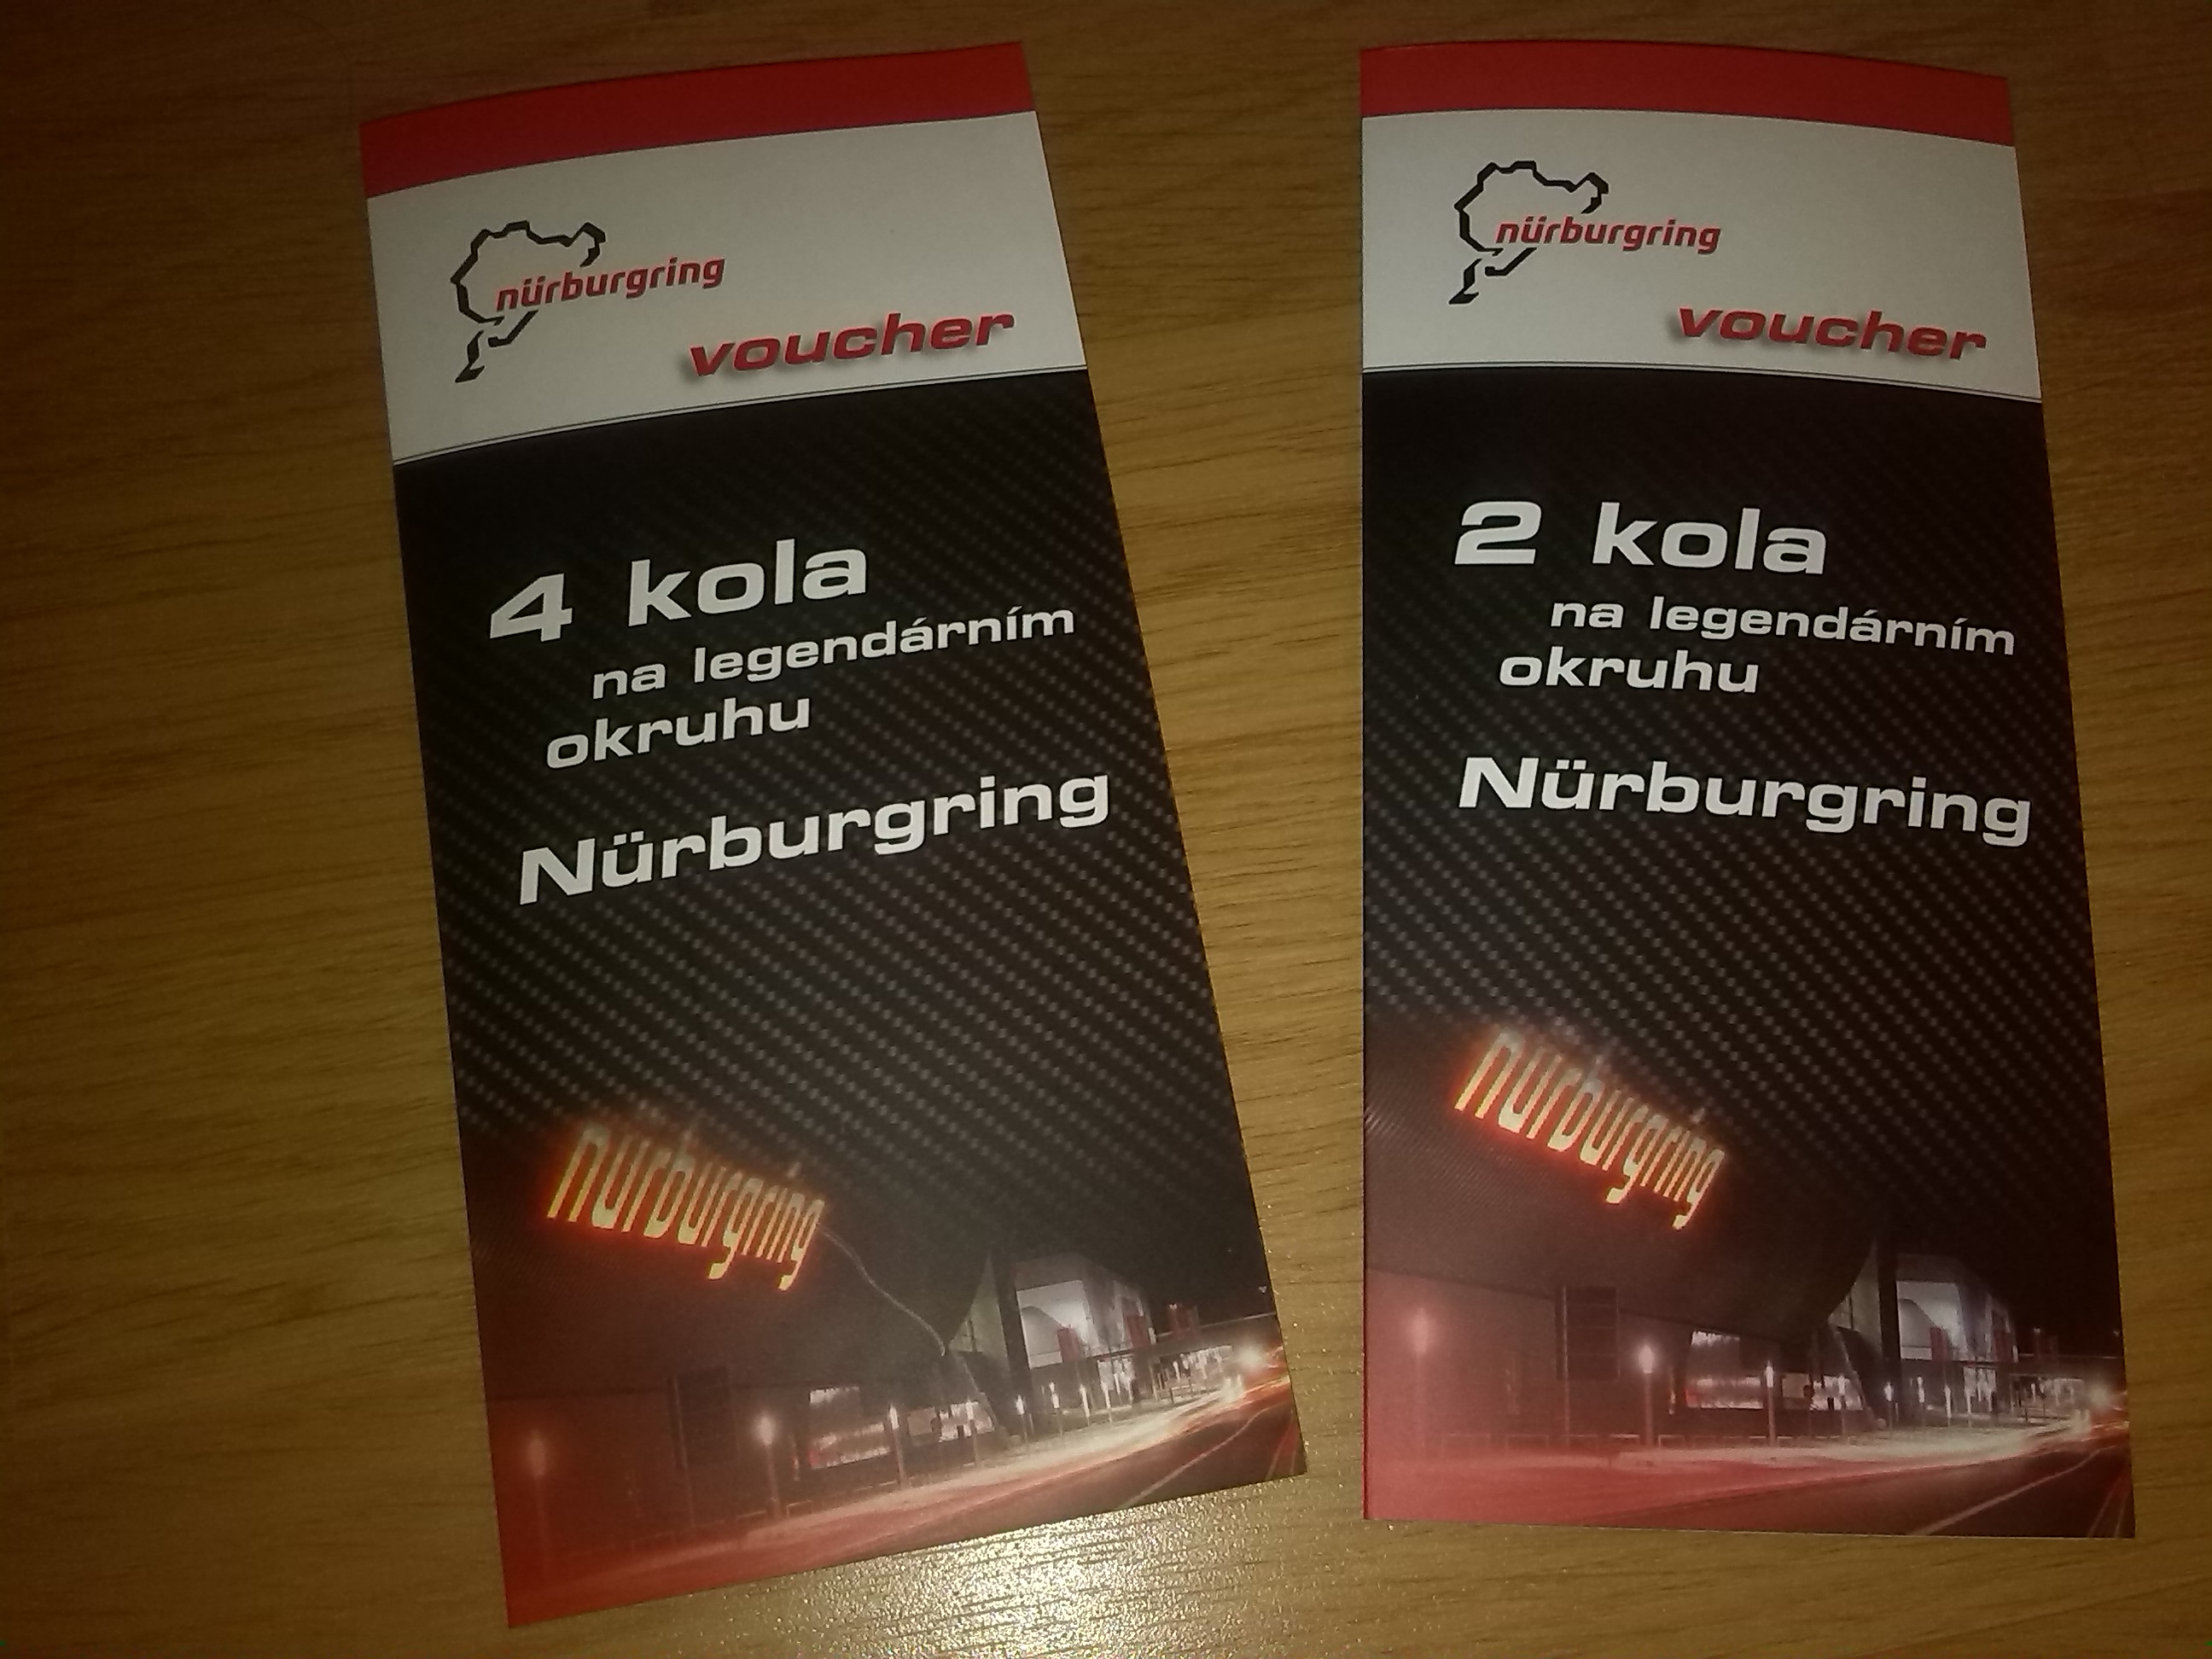 nürburgring
voucher
4 kola
na legendárním
okruhu
Nürburgring
nürburgring
nürburgring
voucher
2 kola
na legendárním
okruhu
Nürburgring
nürburgring